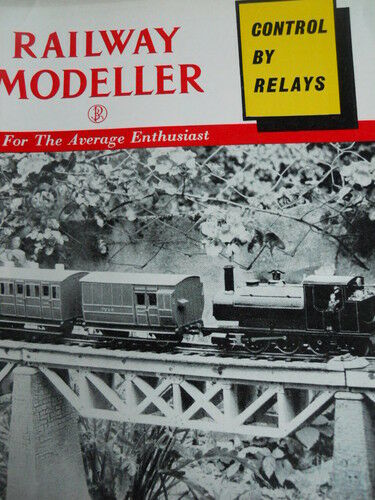 RAILWAY
MODELLER
For The Average Enthusiast
CONTROL
BY
RELAYS